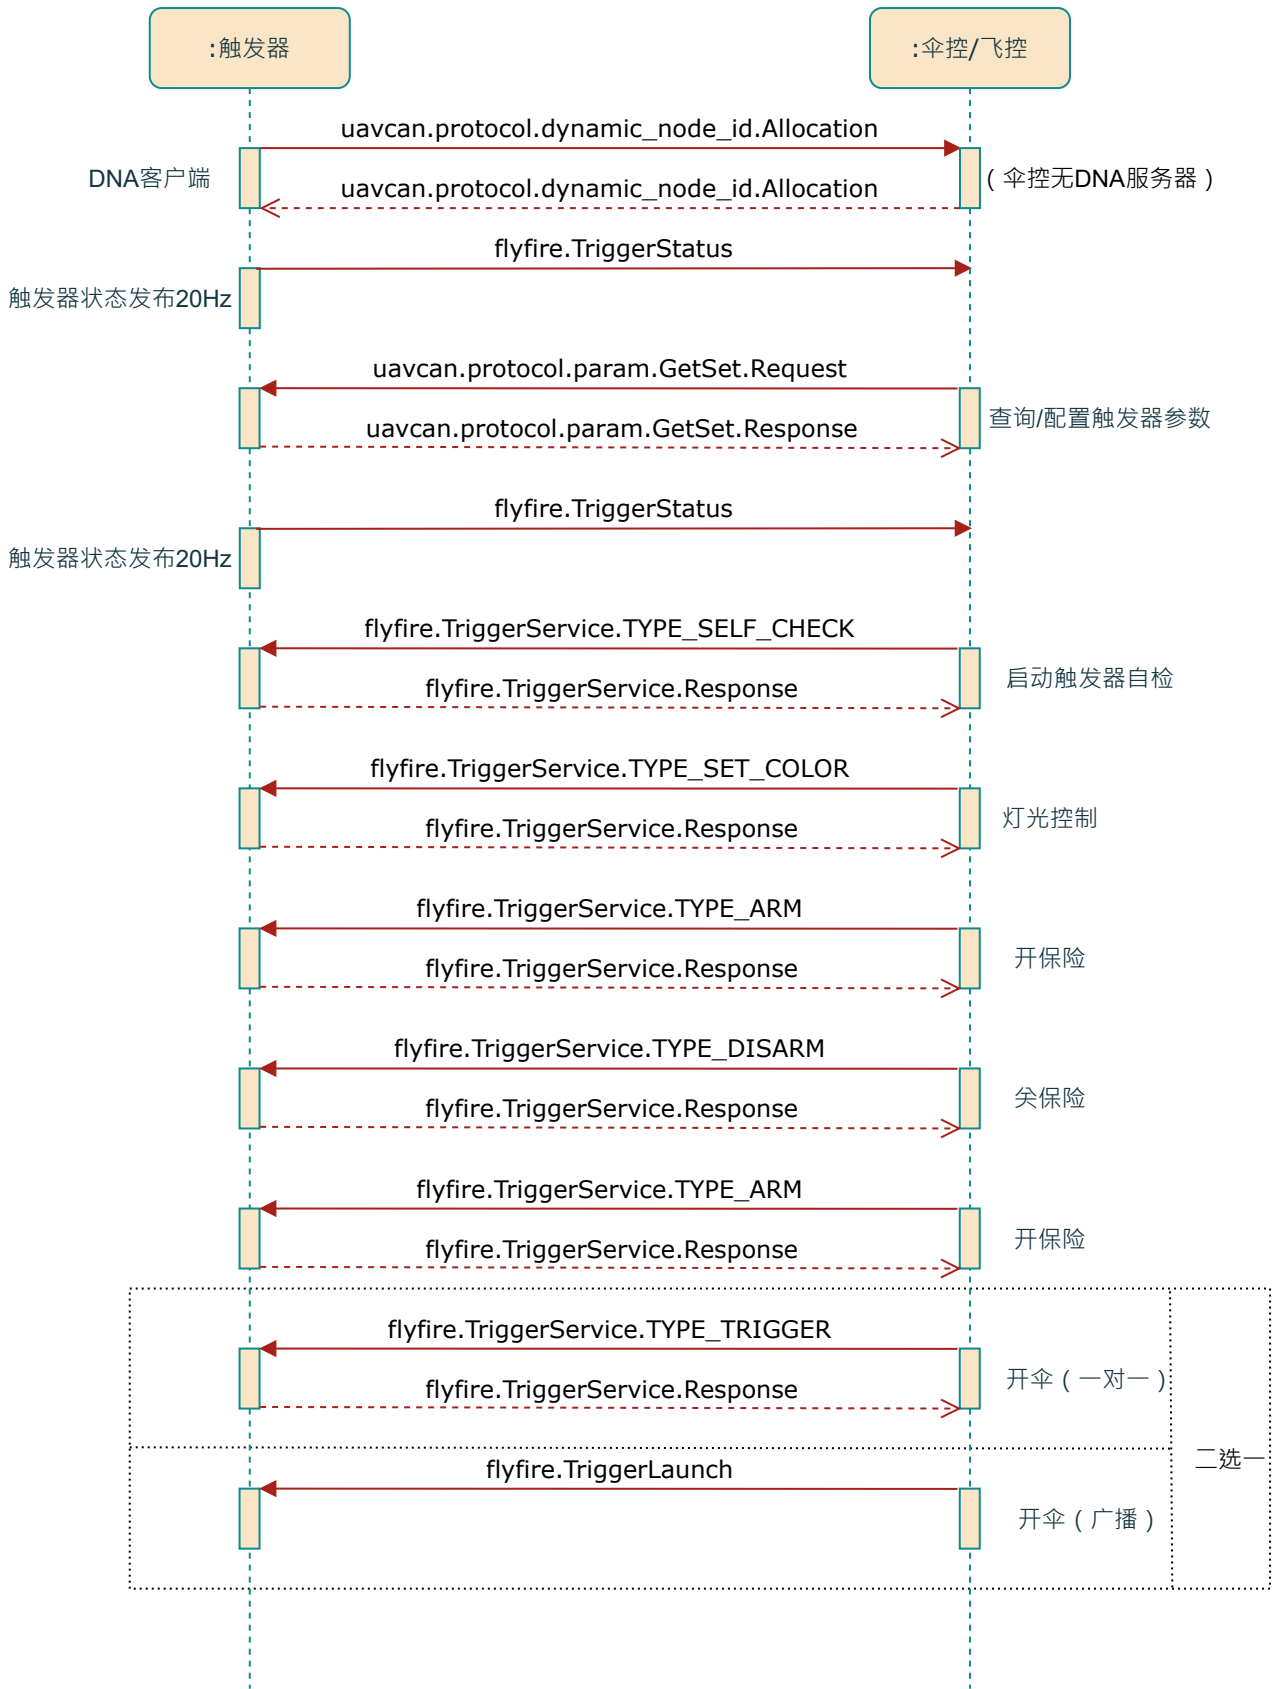 :触发器
:伞控/飞控
uavcan.protocol.dynamic_node_id.Allocation
DNA客户端
(伞控无DNA服务器)
uavcan.protocol.dynamic_node_id.Allocation
flyfire.TriggerStatus
触发器状态发布20Hz
uavcan.protocol.param.GetSet.Request
查询/配置触发器参数
uavcan.protocol.param.GetSet.Response
flyfire.TriggerStatus
触发器状态发布20Hz
flyfire.TriggerService.TYPE_SELF_CHECK
启动触发器自检
flyfire.TriggerService.Response
flyfire.TriggerService.TYPE_SET_COLOR
灯光控制
flyfire.TriggerService.Response
flyfire.TriggerService.TYPE_ARM
开保险
flyfire.TriggerService.Response
flyfire.TriggerService.TYPE_DISARM
关保险
flyfire.TriggerService.Response
flyfire.TriggerService.TYPE_ARM
开保险
flyfire.TriggerService.Response
flyfire.TriggerService.TYPE_TRIGGER
开伞(一对一)
flyfire.TriggerService.Response
二选一
flyfire.TriggerLaunch
开伞(广播)